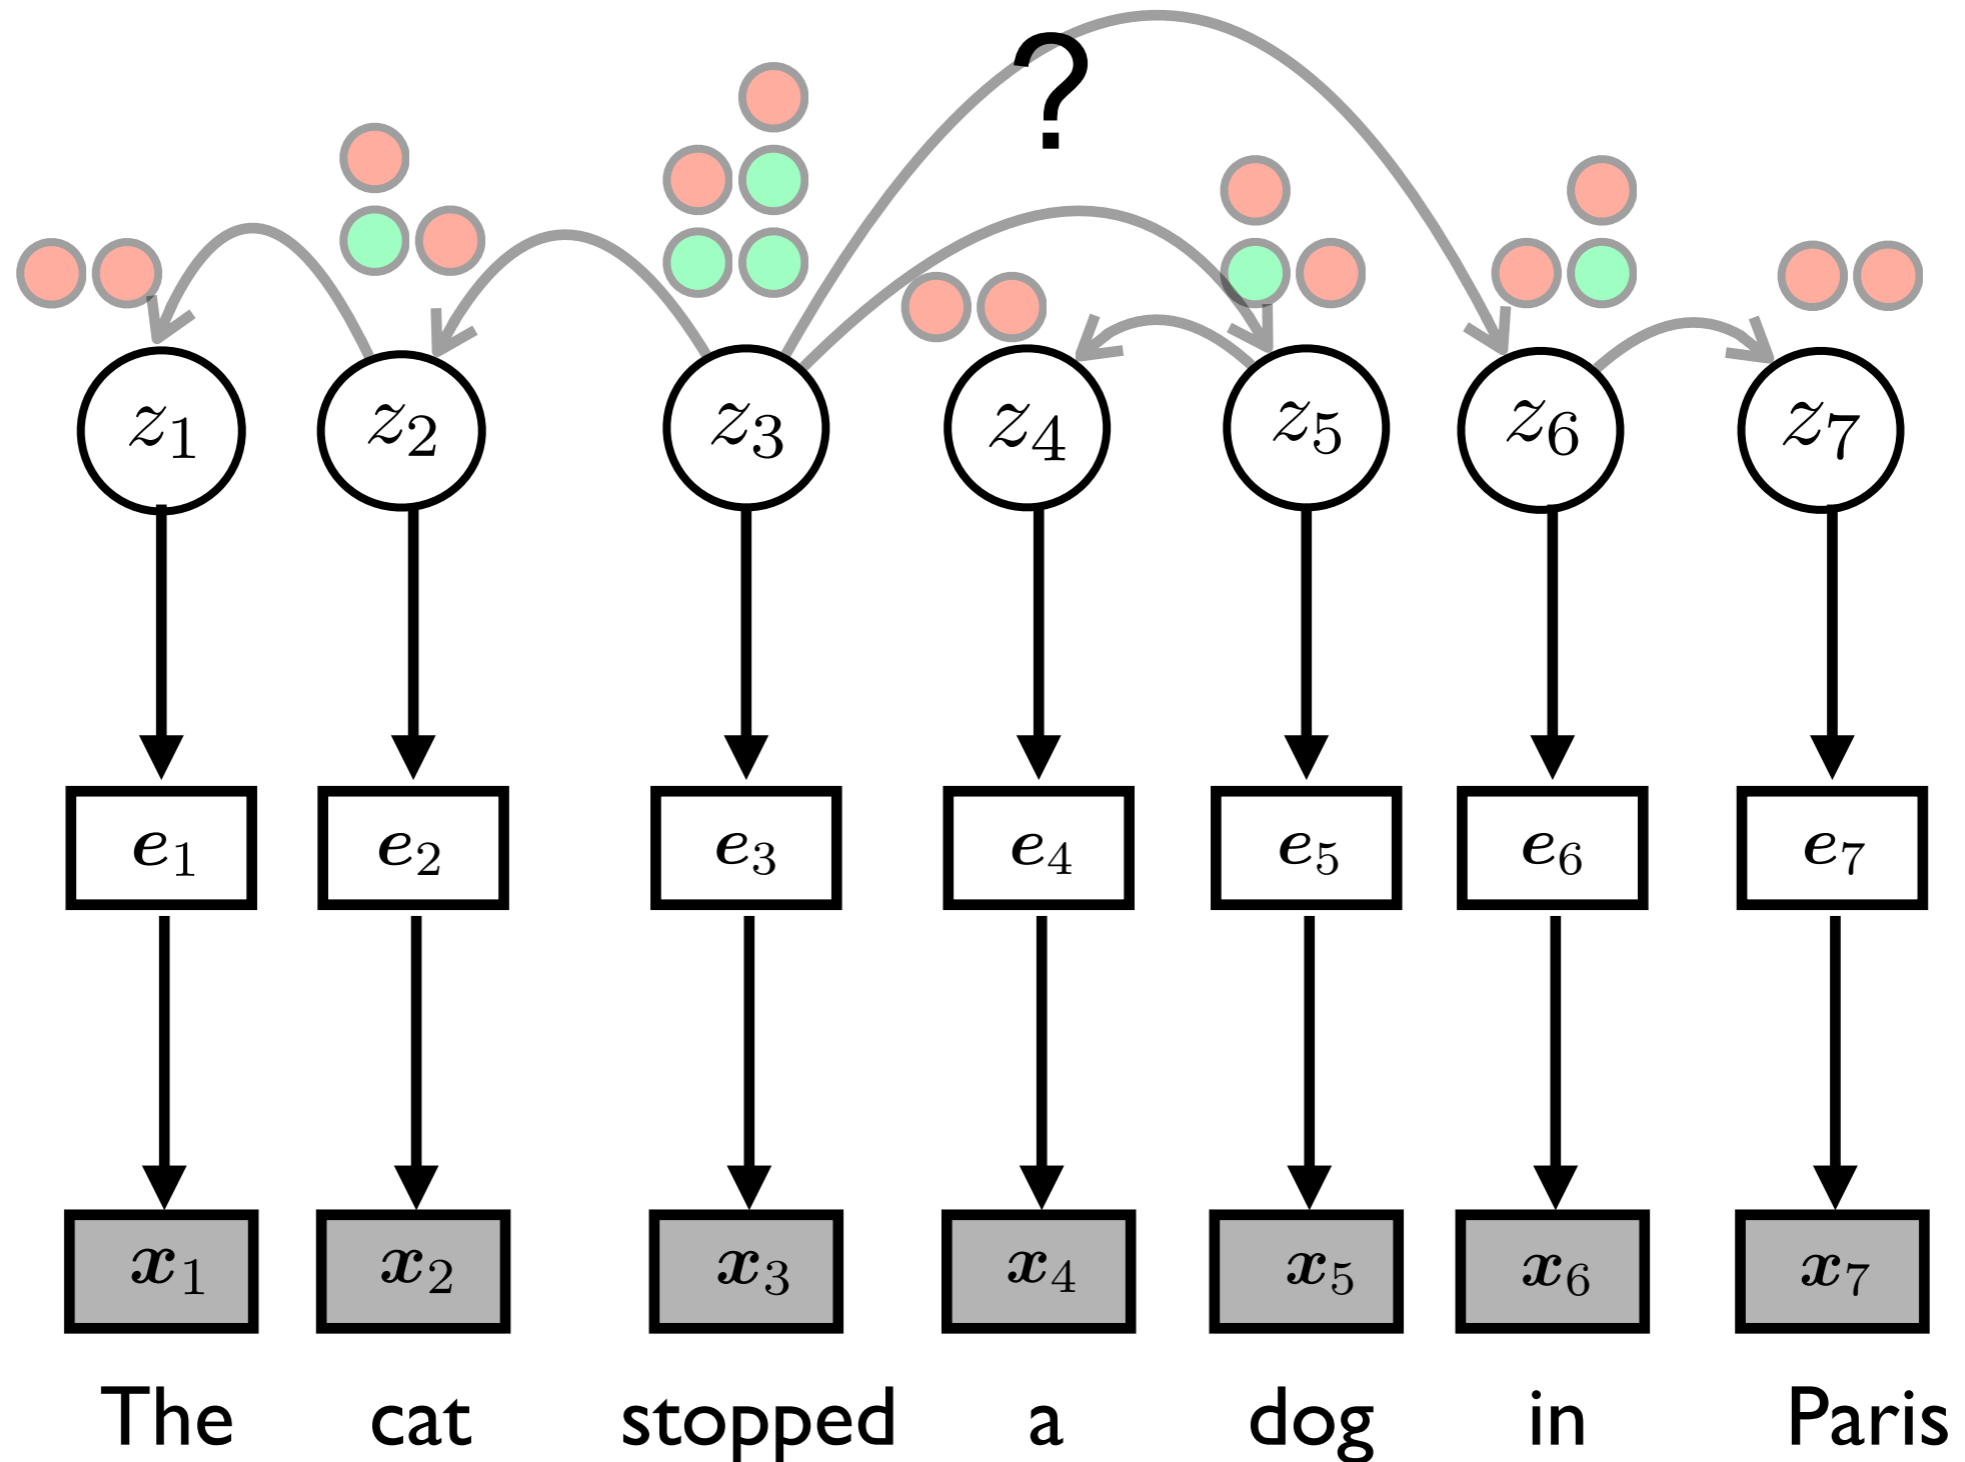 ?
z₁ z₂ z₃ z₄ z₅ z₆ z₇
e₁ e₂ e₃ e₄ e₅ e₆ e₇
x₁ x₂ x₃ x₄ x₅ x₆ x₇
The cat stopped a dog in Paris